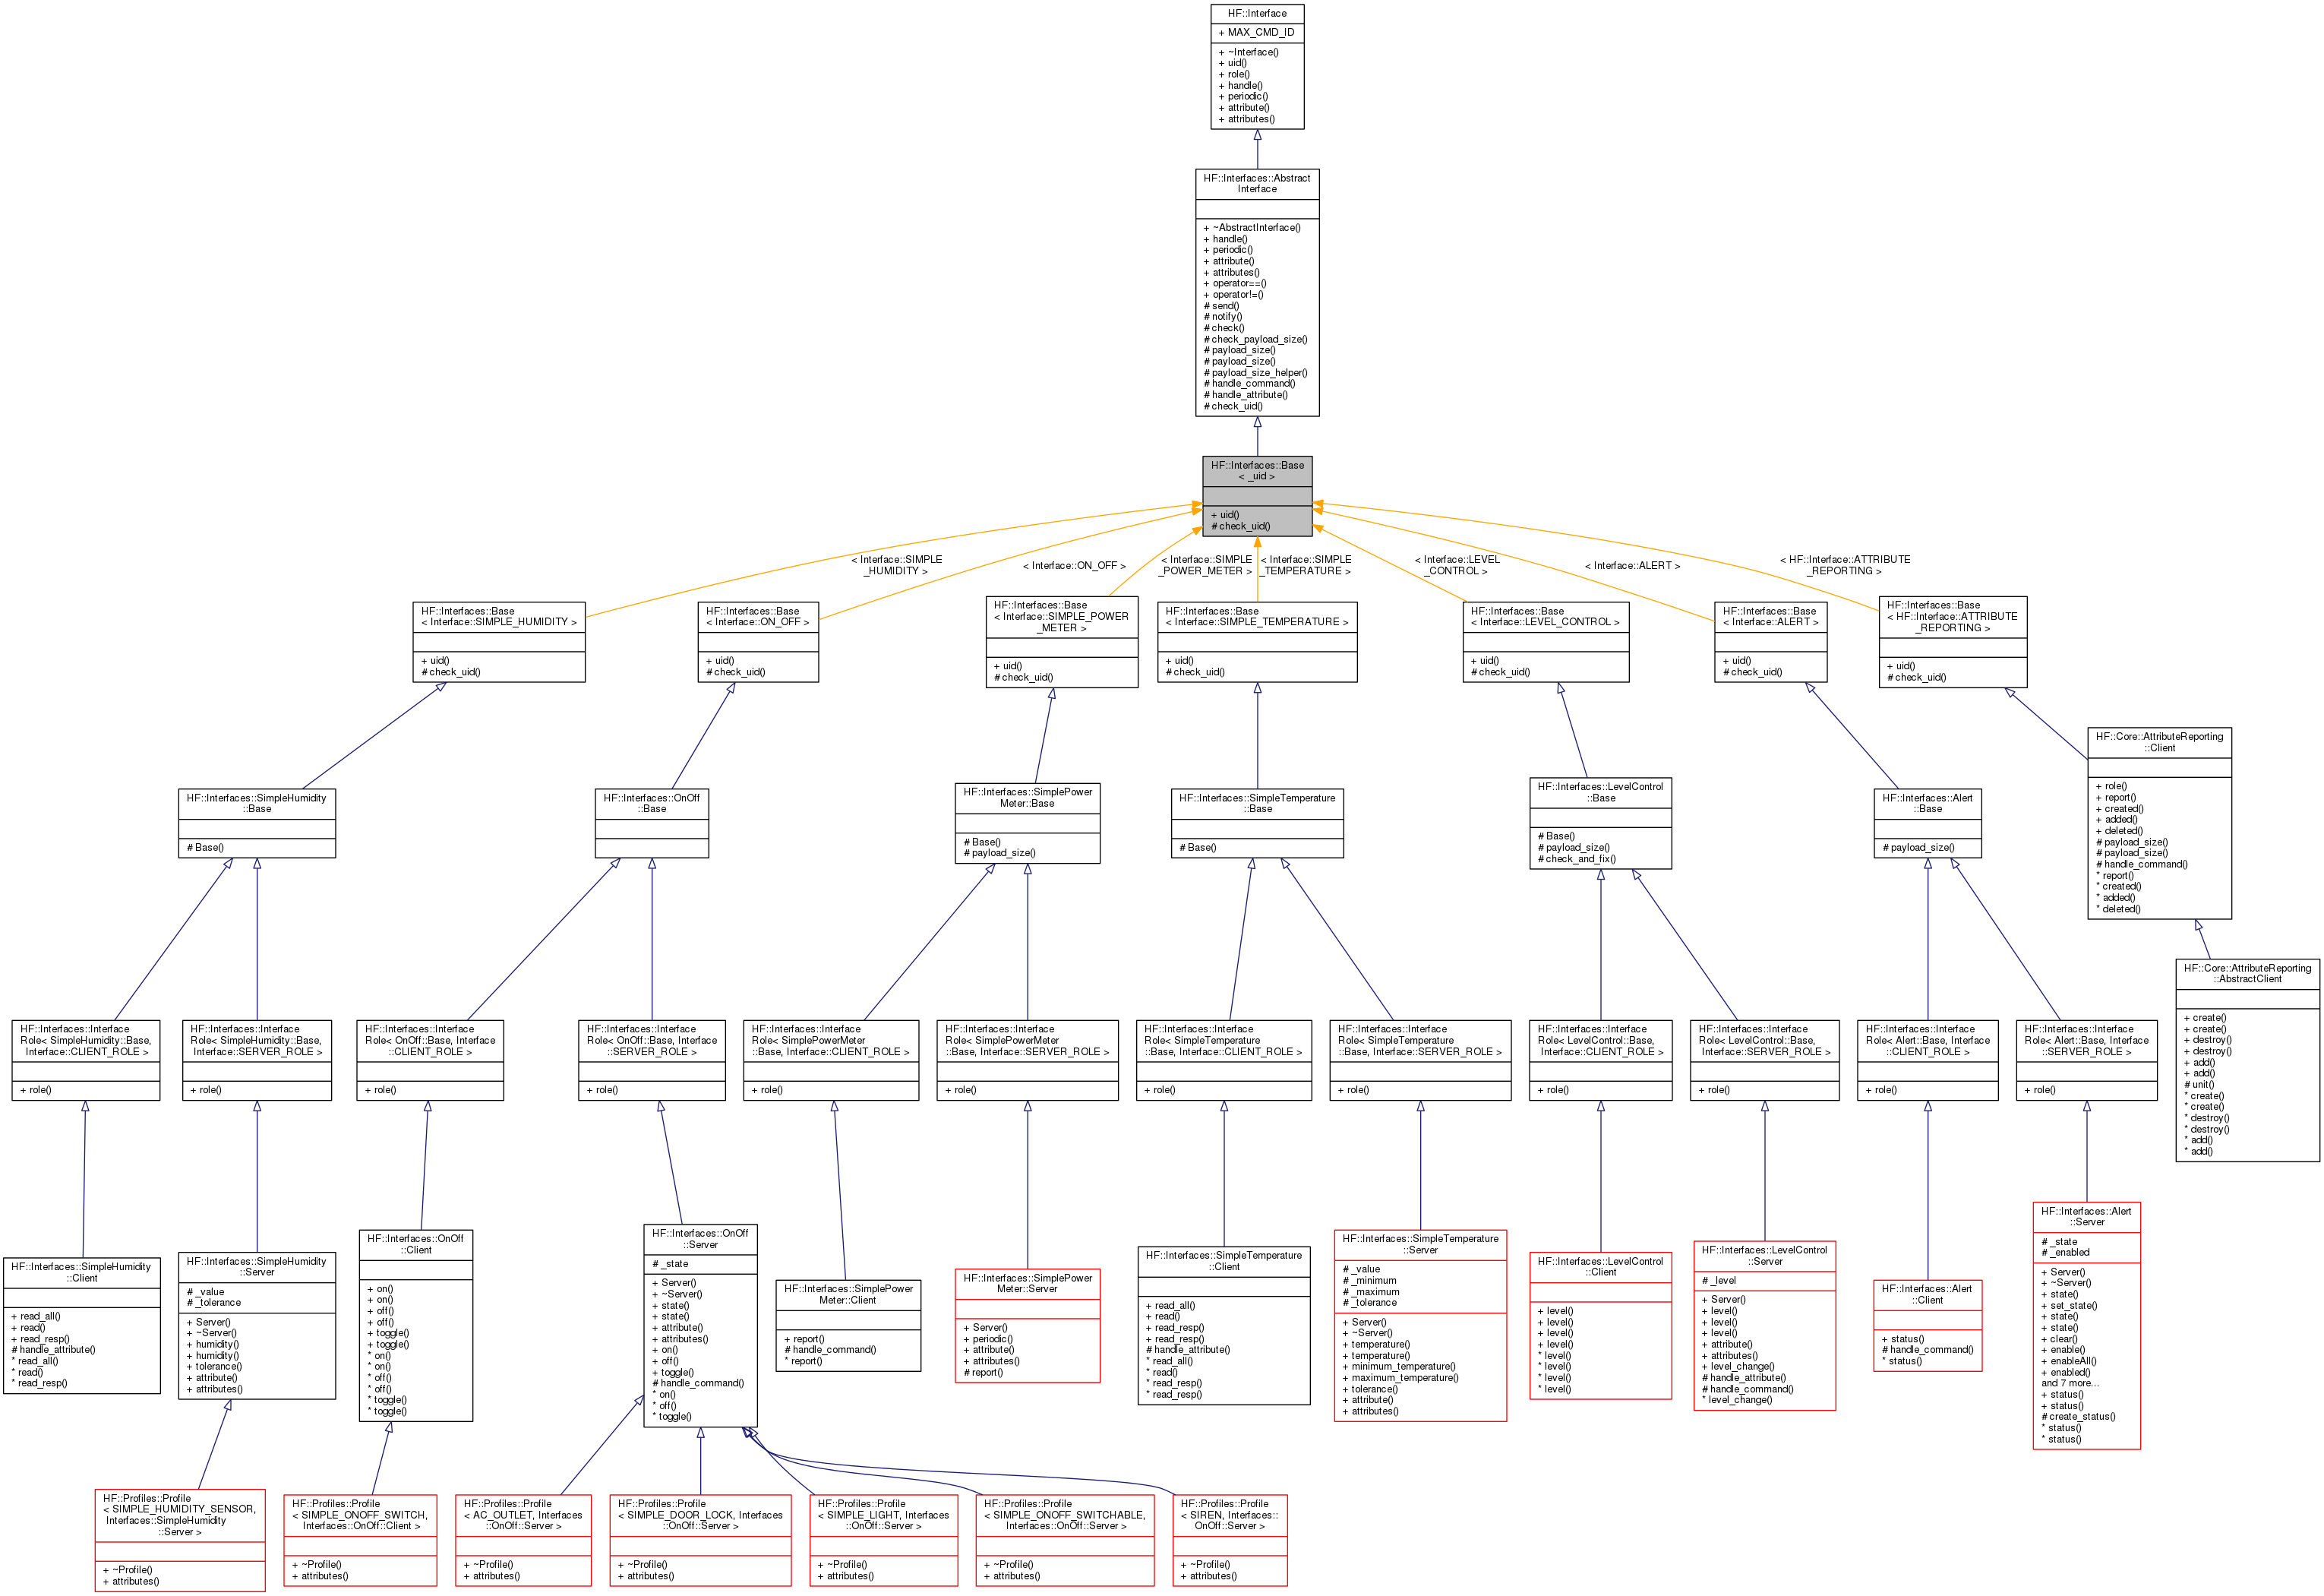 HF::Interface
+ MAX_CMD_ID
+ ~Interface()
+ uid()
+ role()
+ handle()
+ periodic()
+ attribute()
+ attributes()
HF::Interfaces::Abstract
Interface
+ ~AbstractInterface()
+ handle()
+ periodic()
+ attribute()
+ attributes()
+ operator==()
+ operator!=()
# send()
# notify()
# check()
# check_payload_size()
# payload_size()
# payload_size()
# payload_size_helper()
# handle_command()
# handle_attribute()
# check_uid()
HF::Interfaces::Base
< _uid >
+ uid()
# check_uid()
< Interface::SIMPLE
_HUMIDITY >
< Interface::ON_OFF >
< Interface::SIMPLE
_POWER_METER >
< Interface::SIMPLE
_TEMPERATURE >
< Interface::LEVEL
_CONTROL >
< Interface::ALERT >
< HF::Interface::ATTRIBUTE
_REPORTING >
HF::Interfaces::Base
< Interface::SIMPLE_HUMIDITY >
+ uid()
# check_uid()
HF::Interfaces::Base
< Interface::ON_OFF >
+ uid()
# check_uid()
HF::Interfaces::Base
< Interface::SIMPLE_POWER
_METER >
+ uid()
# check_uid()
HF::Interfaces::Base
< Interface::SIMPLE_TEMPERATURE >
+ uid()
# check_uid()
HF::Interfaces::Base
< Interface::LEVEL_CONTROL >
+ uid()
# check_uid()
HF::Interfaces::Base
< Interface::ALERT >
+ uid()
# check_uid()
HF::Interfaces::Base
< HF::Interface::ATTRIBUTE
_REPORTING >
+ uid()
# check_uid()
HF::Interfaces::SimpleHumidity
::Base
# Base()
HF::Interfaces::OnOff
::Base
HF::Interfaces::SimplePower
Meter::Base
# Base()
# payload_size()
HF::Interfaces::SimpleTemperature
::Base
# Base()
HF::Interfaces::LevelControl
::Base
# Base()
# payload_size()
# check_and_fix()
HF::Interfaces::Alert
::Base
# payload_size()
HF::Core::AttributeReporting
::Client
+ role()
+ report()
+ created()
+ added()
+ deleted()
# payload_size()
# payload_size()
# handle_command()
* report()
* created()
* added()
* deleted()
HF::Core::AttributeReporting
::AbstractClient
+ create()
+ create()
+ destroy()
+ destroy()
+ add()
+ add()
# unit()
* create()
* create()
* destroy()
* destroy()
* add()
* add()
HF::Interfaces::Interface
Role< SimpleHumidity::Base,
Interface::CLIENT_ROLE >
+ role()
HF::Interfaces::Interface
Role< SimpleHumidity::Base,
Interface::SERVER_ROLE >
+ role()
HF::Interfaces::Interface
Role< OnOff::Base, Interface
::CLIENT_ROLE >
+ role()
HF::Interfaces::Interface
Role< OnOff::Base, Interface
::SERVER_ROLE >
+ role()
HF::Interfaces::Interface
Role< SimplePowerMeter
::Base, Interface::CLIENT_ROLE >
+ role()
HF::Interfaces::Interface
Role< SimplePowerMeter
::Base, Interface::SERVER_ROLE >
+ role()
HF::Interfaces::Interface
Role< SimpleTemperature
::Base, Interface::CLIENT_ROLE >
+ role()
HF::Interfaces::Interface
Role< SimpleTemperature
::Base, Interface::SERVER_ROLE >
+ role()
HF::Interfaces::Interface
Role< LevelControl::Base,
Interface::CLIENT_ROLE >
+ role()
HF::Interfaces::Interface
Role< LevelControl::Base,
Interface::SERVER_ROLE >
+ role()
HF::Interfaces::Interface
Role< Alert::Base, Interface
::CLIENT_ROLE >
+ role()
HF::Interfaces::Interface
Role< Alert::Base, Interface
::SERVER_ROLE >
+ role()
HF::Interfaces::SimpleHumidity
::Client
+ read_all()
+ read()
+ read_resp()
# handle_attribute()
* read_all()
* read()
* read_resp()
HF::Interfaces::SimpleHumidity
::Server
# _value
# _tolerance
+ Server()
+ ~Server()
+ humidity()
+ humidity()
+ tolerance()
+ attribute()
+ attributes()
HF::Interfaces::OnOff
::Client
+ on()
+ on()
+ off()
+ off()
+ toggle()
+ toggle()
* on()
* on()
* off()
* off()
* toggle()
* toggle()
HF::Interfaces::OnOff
::Server
# _state
+ Server()
+ ~Server()
+ state()
+ state()
+ attribute()
+ attributes()
+ on()
+ off()
+ toggle()
# handle_command()
* on()
* off()
* toggle()
HF::Interfaces::SimplePower
Meter::Client
+ report()
# handle_command()
* report()
HF::Interfaces::SimplePower
Meter::Server
+ Server()
+ periodic()
+ attribute()
+ attributes()
# report()
HF::Interfaces::SimpleTemperature
::Client
+ read_all()
+ read()
+ read_resp()
+ read_resp()
# handle_attribute()
* read_all()
* read()
* read_resp()
* read_resp()
HF::Interfaces::SimpleTemperature
::Server
# _value
# _minimum
# _maximum
# _tolerance
+ Server()
+ ~Server()
+ temperature()
+ temperature()
+ minimum_temperature()
+ maximum_temperature()
+ tolerance()
+ attribute()
+ attributes()
HF::Interfaces::LevelControl
::Client
+ level()
+ level()
+ level()
+ level()
* level()
* level()
* level()
* level()
HF::Interfaces::LevelControl
::Server
# _level
+ Server()
+ level()
+ level()
+ level()
+ attribute()
+ attributes()
+ level_change()
# handle_attribute()
# handle_command()
* level_change()
HF::Interfaces::Alert
::Client
+ status()
# handle_command()
* status()
HF::Interfaces::Alert
::Server
# _state
# _enabled
+ Server()
+ ~Server()
+ state()
+ set_state()
+ state()
+ state()
+ clear()
+ enable()
+ enableAll()
+ enabled()
and 7 more...
+ status()
+ status()
# create_status()
* status()
* status()
HF::Profiles::Profile
< SIMPLE_HUMIDITY_SENSOR,
Interfaces::SimpleHumidity
::Server >
+ ~Profile()
+ attributes()
HF::Profiles::Profile
< SIMPLE_ONOFF_SWITCH,
Interfaces::OnOff::Client >
+ ~Profile()
+ attributes()
HF::Profiles::Profile
< AC_OUTLET, Interfaces
::OnOff::Server >
+ ~Profile()
+ attributes()
HF::Profiles::Profile
< SIMPLE_DOOR_LOCK, Interfaces
::OnOff::Server >
+ ~Profile()
+ attributes()
HF::Profiles::Profile
< SIMPLE_LIGHT, Interfaces
::OnOff::Server >
+ ~Profile()
+ attributes()
HF::Profiles::Profile
< SIMPLE_ONOFF_SWITCHABLE,
Interfaces::OnOff::Server >
+ ~Profile()
+ attributes()
HF::Profiles::Profile
< SIREN, Interfaces::
OnOff::Server >
+ ~Profile()
+ attributes()